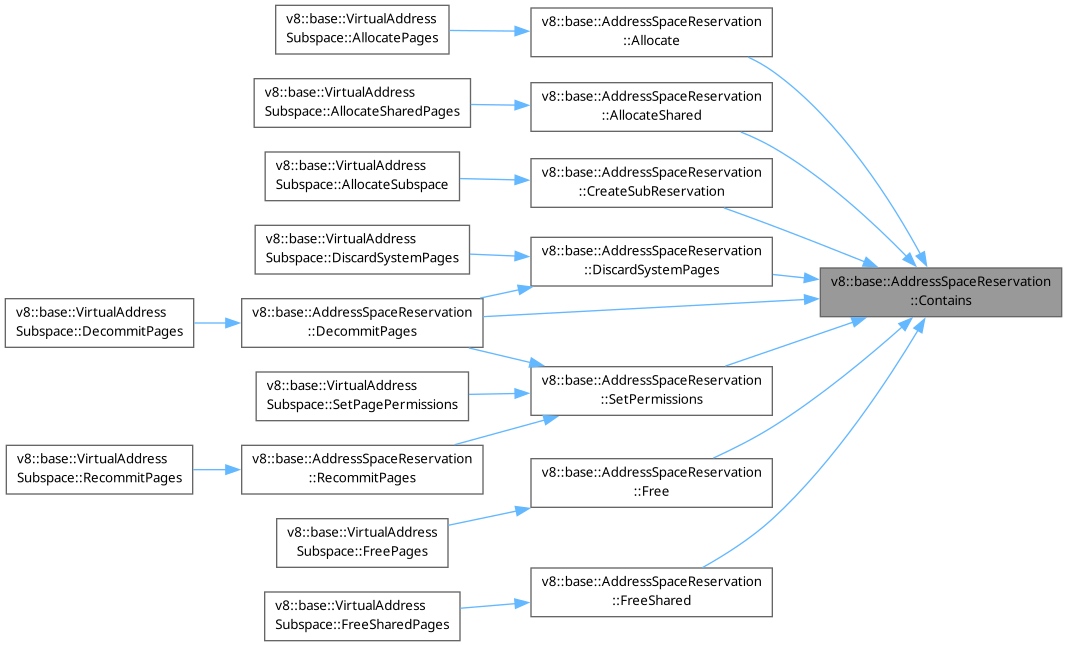 v8::base::VirtualAddress
Subspace::AllocatePages
v8::base::AddressSpaceReservation
::Allocate
v8::base::VirtualAddress
Subspace::AllocateSharedPages
v8::base::AddressSpaceReservation
::AllocateShared
v8::base::VirtualAddress
Subspace::AllocateSubspace
v8::base::AddressSpaceReservation
::CreateSubReservation
v8::base::VirtualAddress
Subspace::DiscardSystemPages
v8::base::AddressSpaceReservation
::DiscardSystemPages
v8::base::AddressSpaceReservation
::Contains
v8::base::VirtualAddress
Subspace::DecommitPages
v8::base::AddressSpaceReservation
::DecommitPages
v8::base::VirtualAddress
Subspace::SetPagePermissions
v8::base::AddressSpaceReservation
::SetPermissions
v8::base::VirtualAddress
Subspace::RecommitPages
v8::base::AddressSpaceReservation
::RecommitPages
v8::base::AddressSpaceReservation
::Free
v8::base::VirtualAddress
Subspace::FreePages
v8::base::AddressSpaceReservation
::FreeShared
v8::base::VirtualAddress
Subspace::FreeSharedPages